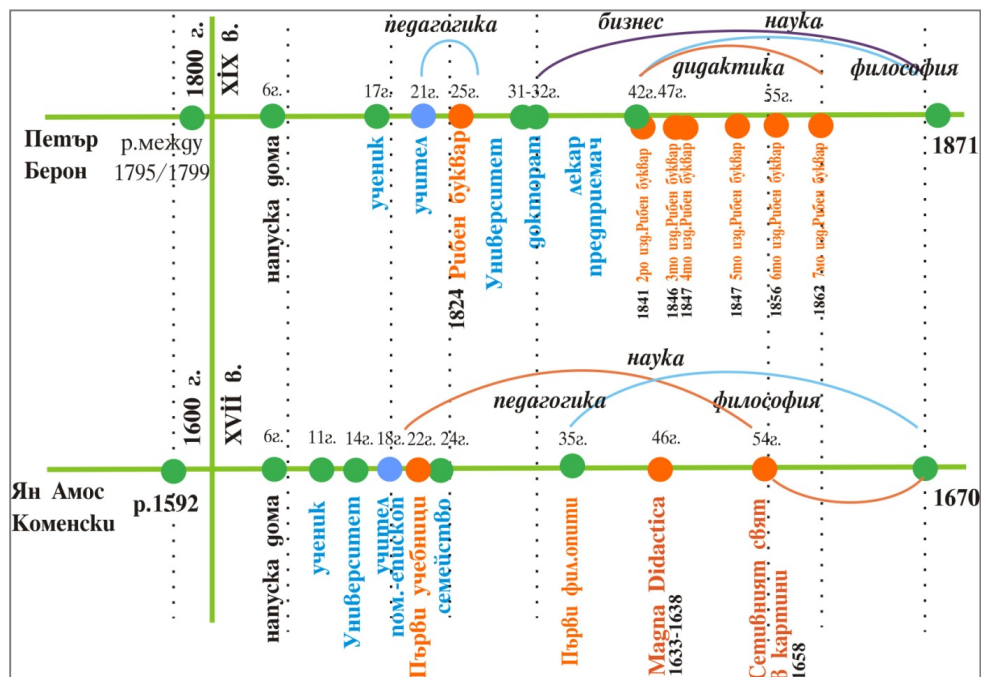 педагогика
бизнес
наука
дидактика
философия
1800 г.
XIX в.
6г.
17г.
21г.
25г.
31-32г.
42г.47г.
55г.
Петър
Берон
р.между
1795/1799
1871
напуска дома
ученик
учител
1824 Рибен буквар
Университет
докторат
лекар
предприемач
1841 2ро изд.Рибен буквар
1846 3то изд.Рибен буквар
1847 4то изд.Рибен буквар
1847 5то изд.Рибен буквар
1856 6то изд.Рибен буквар
1862 7мо изд.Рибен буквар
наука
педагогика
философия
1600 г.
XVII в.
6г.
11г.
14г.
18г.
22г.
24г.
35г.
46г.
54г.
Ян Амос
Коменски
р.1592
1670
напуска дома
ученик
Университет
учител
пом.-епископ
Първи учебници
семейство
Първи филопити
Magna Didactica
1633-1638
Сетивният свят
в картини
1658